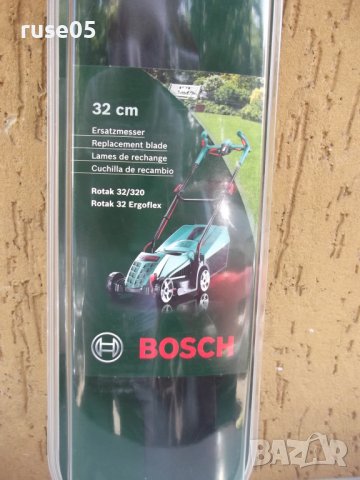 ruse05
32 cm
Ersatzmesser
Replacement blade
Lames de rechange
Cuchilla de recambio
Rotak 32/320
Rotak 32 Ergoflex
BOSCH
BAZAR